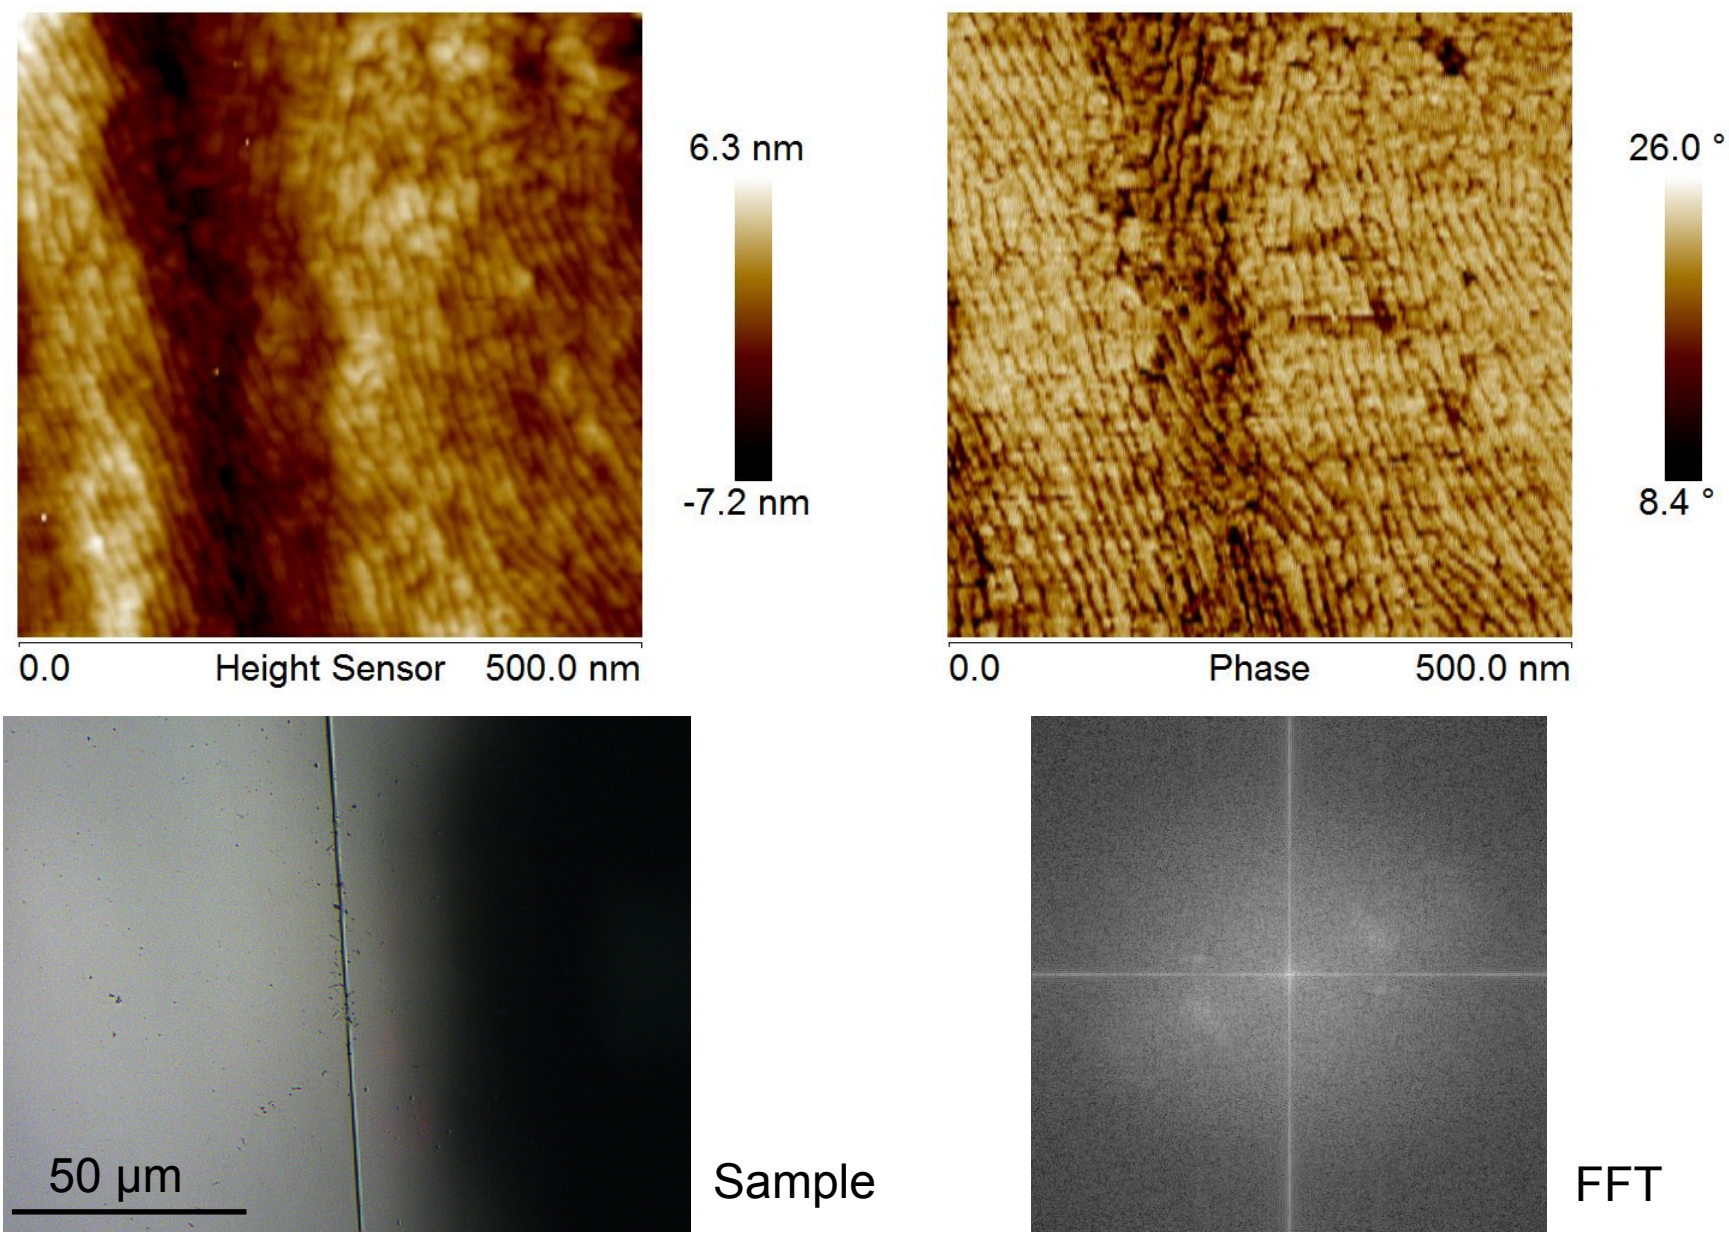 6.3 nm
-7.2 nm
0.0 Height Sensor 500.0 nm
26.0 °
8.4 °
0.0 Phase 500.0 nm
50 µm
Sample
FFT